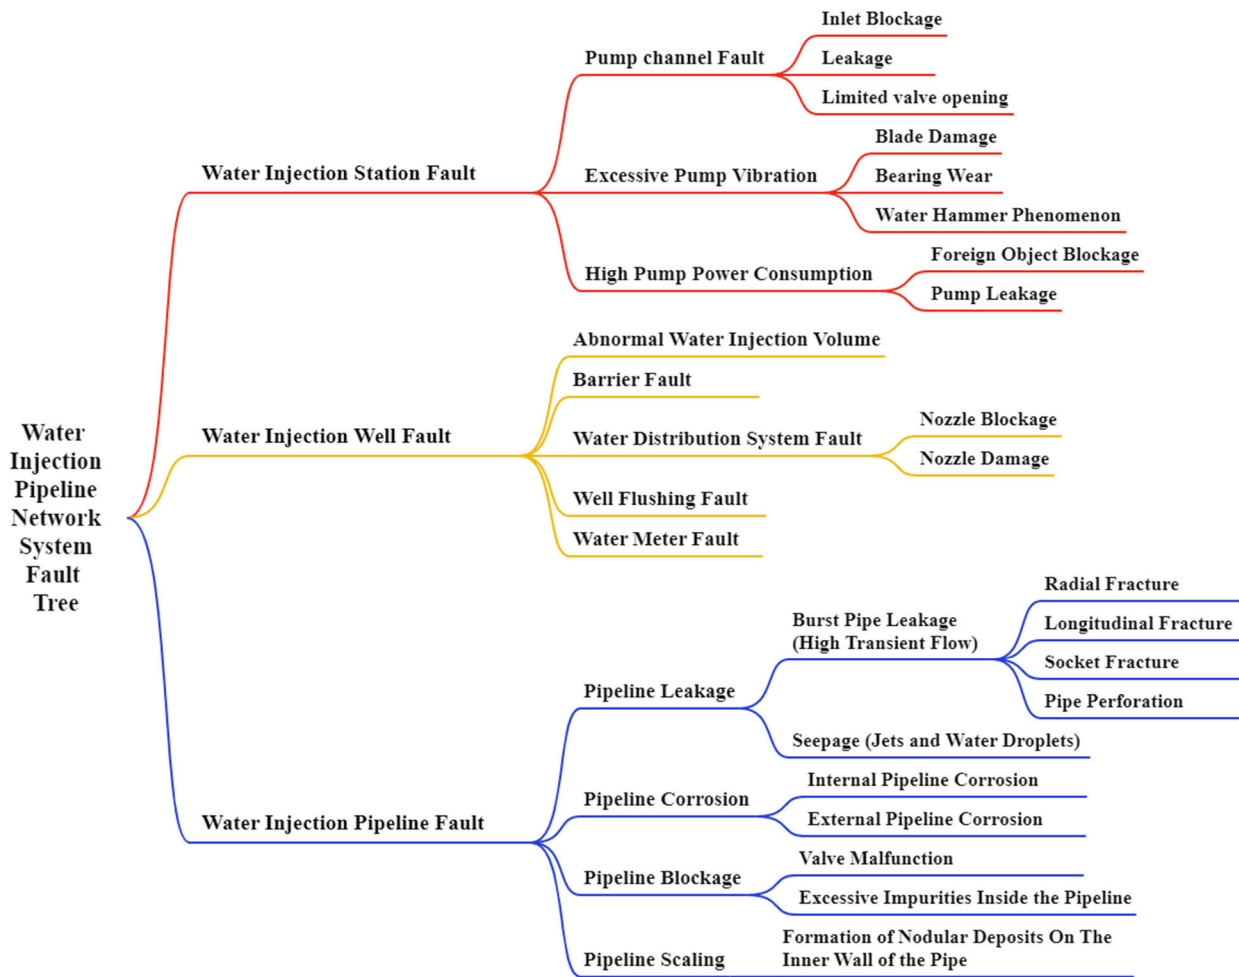 Water
Injection
Pipeline
Network
System
Fault
Tree
Water Injection Station Fault
Pump channel Fault
Inlet Blockage
Leakage
Limited valve opening
Excessive Pump Vibration
Blade Damage
Bearing Wear
Water Hammer Phenomenon
High Pump Power Consumption
Foreign Object Blockage
Pump Leakage
Water Injection Well Fault
Abnormal Water Injection Volume
Barrier Fault
Water Distribution System Fault
Nozzle Blockage
Nozzle Damage
Well Flushing Fault
Water Meter Fault
Water Injection Pipeline Fault
Pipeline Leakage
Burst Pipe Leakage
(High Transient Flow)
Radial Fracture
Longitudinal Fracture
Socket Fracture
Pipe Perforation
Seepage (Jets and Water Droplets)
Pipeline Corrosion
Internal Pipeline Corrosion
External Pipeline Corrosion
Pipeline Blockage
Valve Malfunction
Excessive Impurities Inside the Pipeline
Pipeline Scaling
Formation of Nodular Deposits On The
Inner Wall of the Pipe